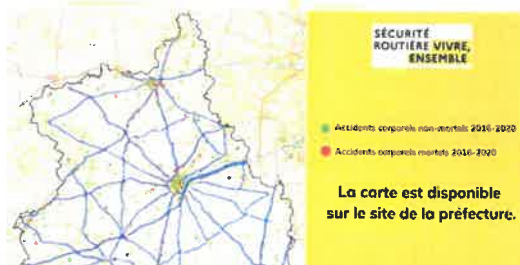 SÉCURITÉ
ROUTIÈRE VIVRE,
ENSEMBLE
Accidents corporels non-mortels 2016-2020
Accidents corporels mortels 2016-2020
La carte est disponible
sur le site de la préfecture.